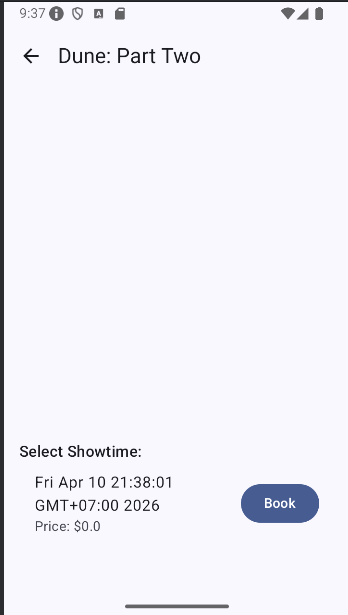 9:37
Dune: Part Two
Select Showtime:
Fri Apr 10 21:38:01
GMT+07:00 2026
Price: $0.0
Book